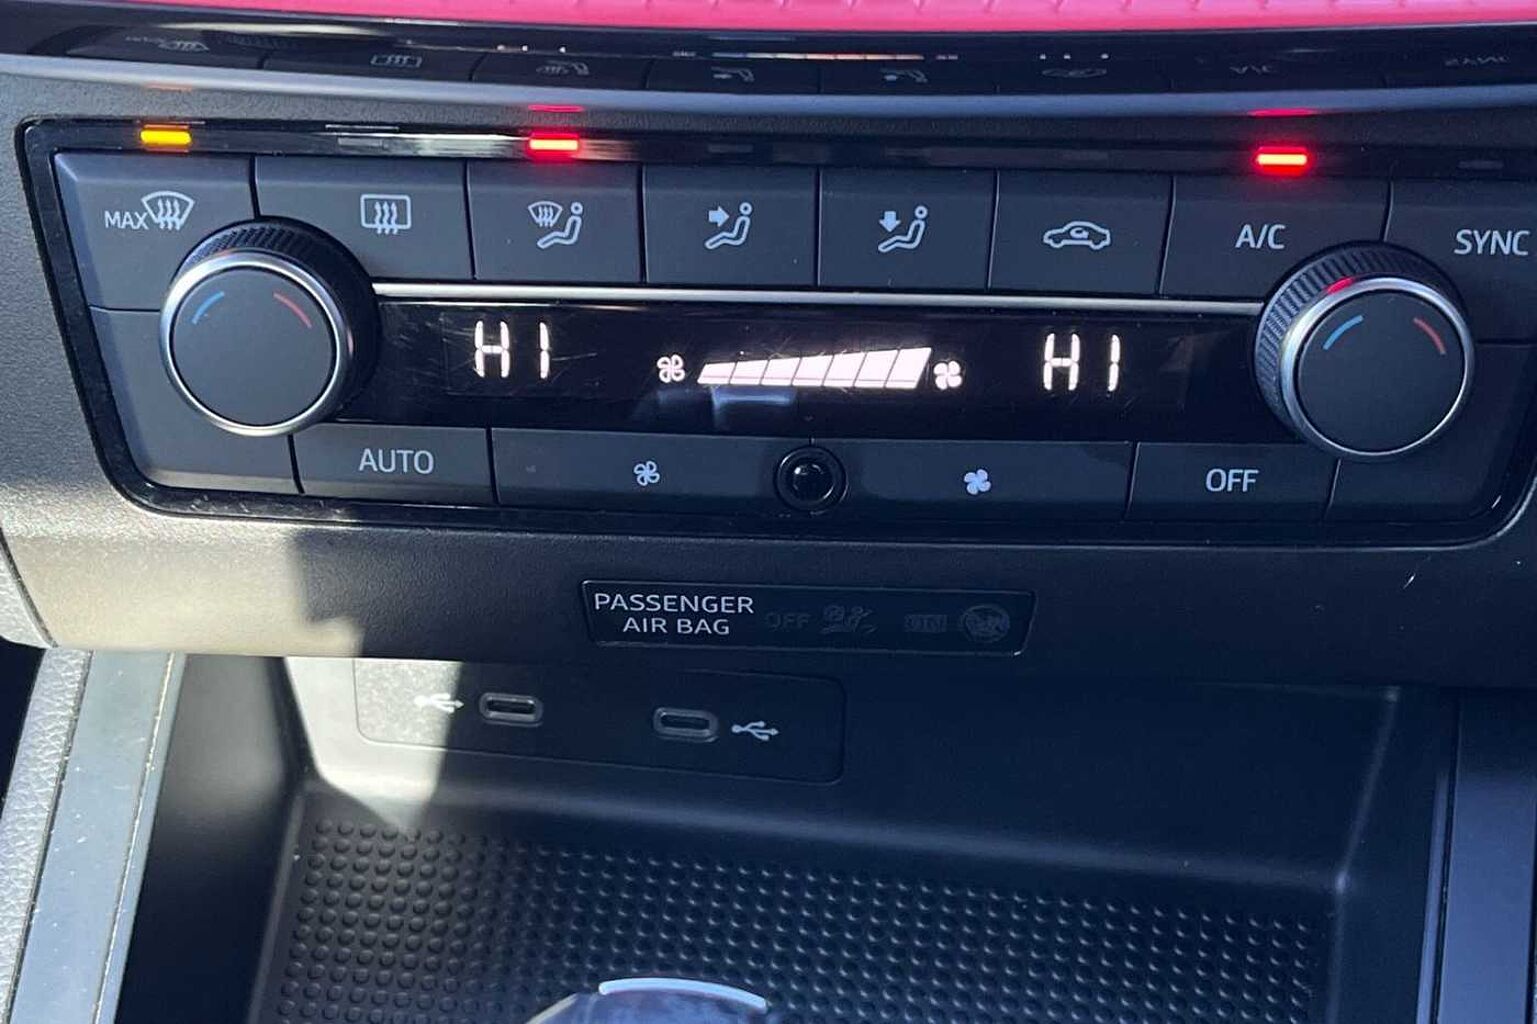 MAX
A/C
SYNC
HI
HI
AUTO
OFF
PASSENGER
AIR BAG
OFF
ON